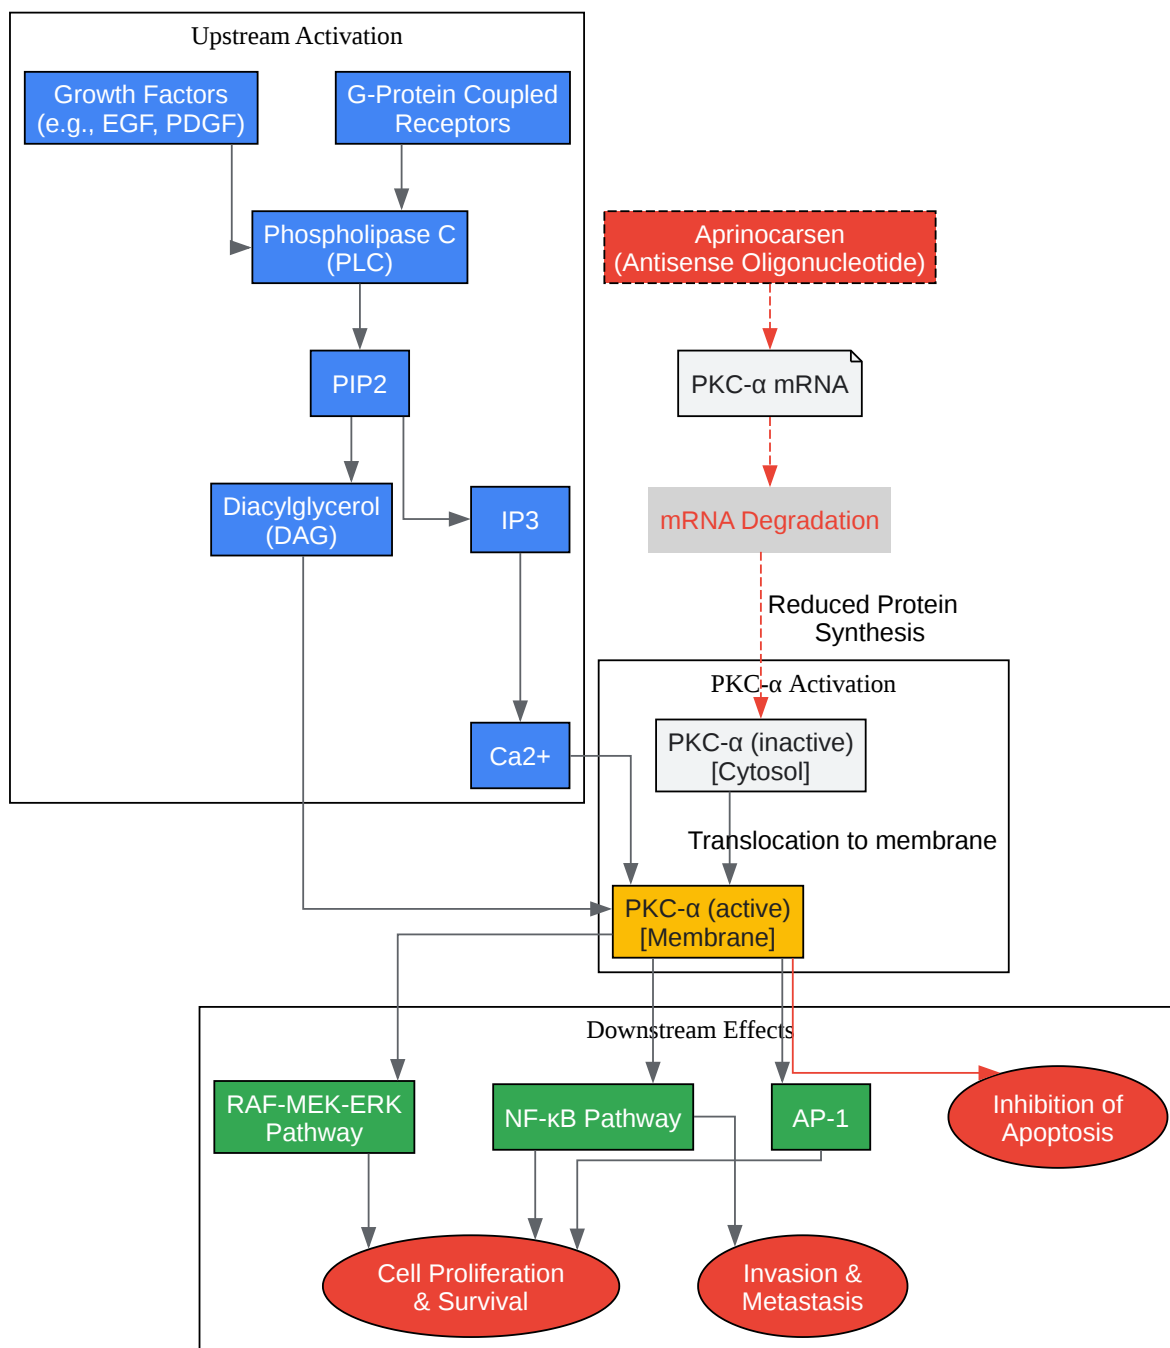 Upstream Activation
Growth Factors
(e.g., EGF, PDGF)
G-Protein Coupled
Receptors
Phospholipase C
(PLC)
Aprinocarsen
(Antisense Oligonucleotide)
PIP2
PKC-α mRNA
Diacylglycerol
(DAG)
IP3
mRNA Degradation
Reduced Protein
Synthesis
PKC-α Activation
PKC-α (inactive)
[Cytosol]
Ca2+
Translocation to membrane
PKC-α (active)
[Membrane]
Downstream Effects
RAF-MEK-ERK
Pathway
NF-κB Pathway
AP-1
Inhibition of
Apoptosis
Cell Proliferation
& Survival
Invasion &
Metastasis